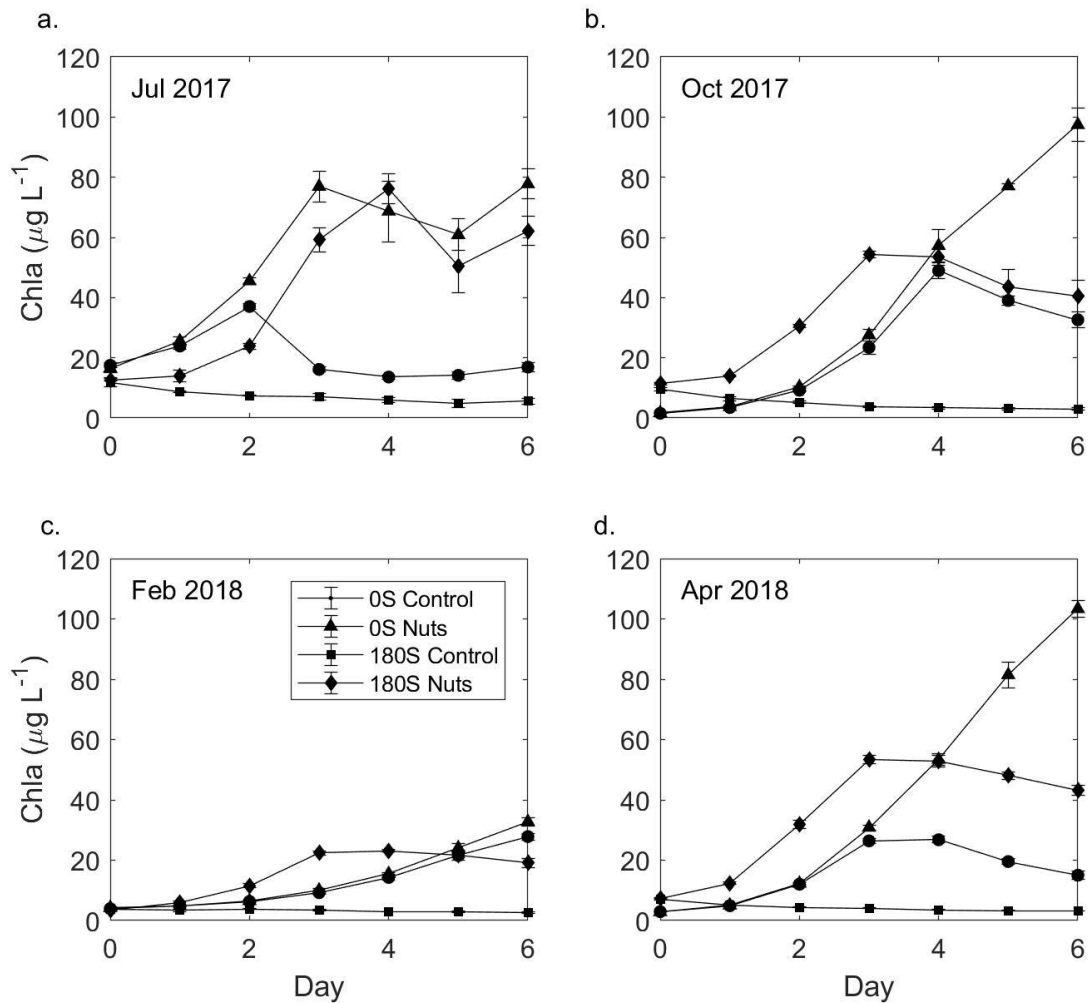 a.
Jul 2017
Chla (μg L⁻¹)
120
100
80
60
40
20
0
0 2 4 6
b.
Oct 2017
120
100
80
60
40
20
0
0 2 4 6
c.
Feb 2018
0S Control
0S Nuts
180S Control
180S Nuts
Chla (μg L⁻¹)
120
100
80
60
40
20
0
0 2 4 6
Day
d.
Apr 2018
120
100
80
60
40
20
0
0 2 4 6
Day